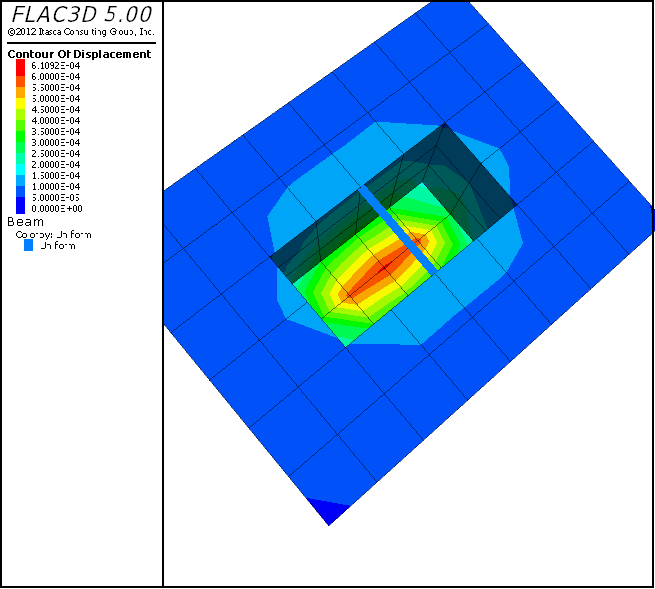 FLAC3D 5.00
©2012 Itasca Consulting Group, Inc.
Contour Of Displacement
6.1092E-04
6.0000E-04
5.5000E-04
5.0000E-04
4.5000E-04
4.0000E-04
3.5000E-04
3.0000E-04
2.5000E-04
2.0000E-04
1.5000E-04
1.0000E-04
5.0000E-05
0.0000E+00
Beam
Colorby: Uniform
Uniform